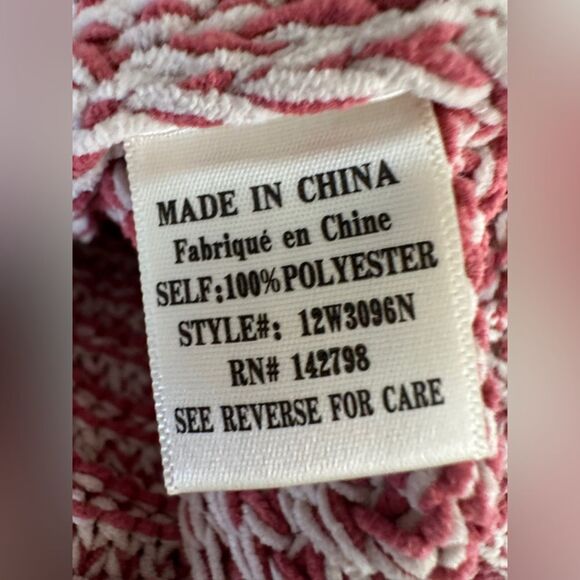 MADE IN CHINA
Fabriqué en Chine
SELF:100%POLYESTER
STYLE#: 12W3096N
RN# 142798
SEE REVERSE FOR CARE